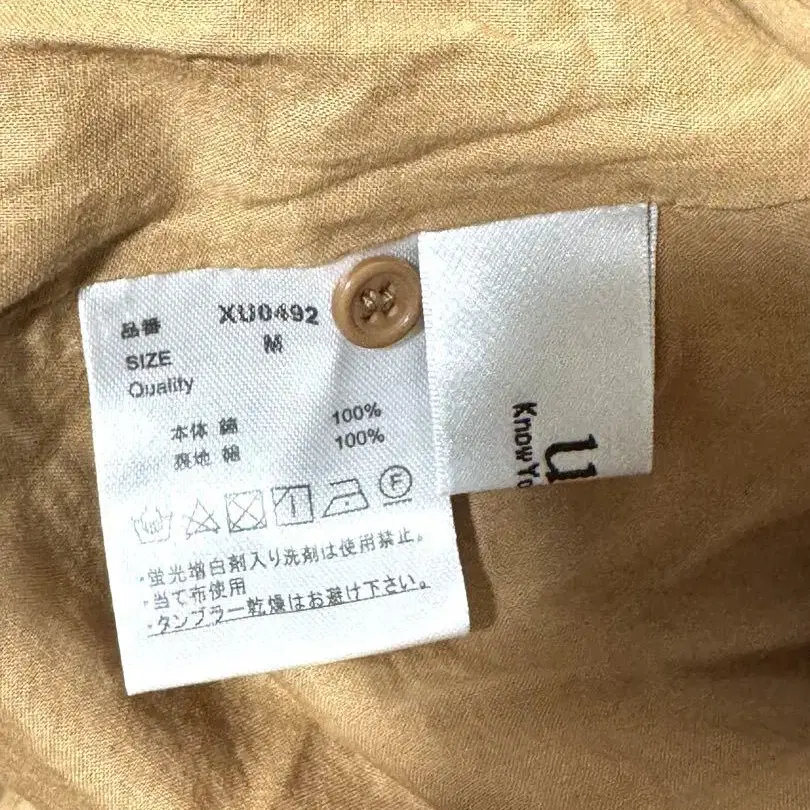 品番 XU0492
SIZE M
Quality
本体 綿 100%
裏地 綿 100%
F
・蛍光増白剤入り洗剤は使用禁止。
・当て布使用
・タンブラー乾燥はお避け下さい。
u
Know Yo